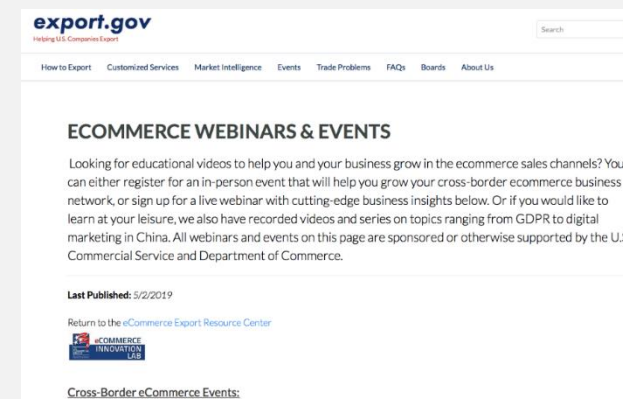 export.gov
Helping U.S. Companies Export
Search
How to Export Customized Services Market Intelligence Events Trade Problems FAQs Boards About Us
ECOMMERCE WEBINARS & EVENTS
Looking for educational videos to help you and your business grow in the ecommerce sales channels? You
can either register for an in-person event that will help you grow your cross-border ecommerce business
network, or sign up for a live webinar with cutting-edge business insights below. Or if you would like to
learn at your leisure, we also have recorded videos and series on topics ranging from GDPR to digital
marketing in China. All webinars and events on this page are sponsored or otherwise supported by the U.S
Commercial Service and Department of Commerce.
Last Published: 5/2/2019
Return to the eCommerce Export Resource Center
eCOMMERCE
INNOVATION
LAB
Cross-Border eCommerce Events: